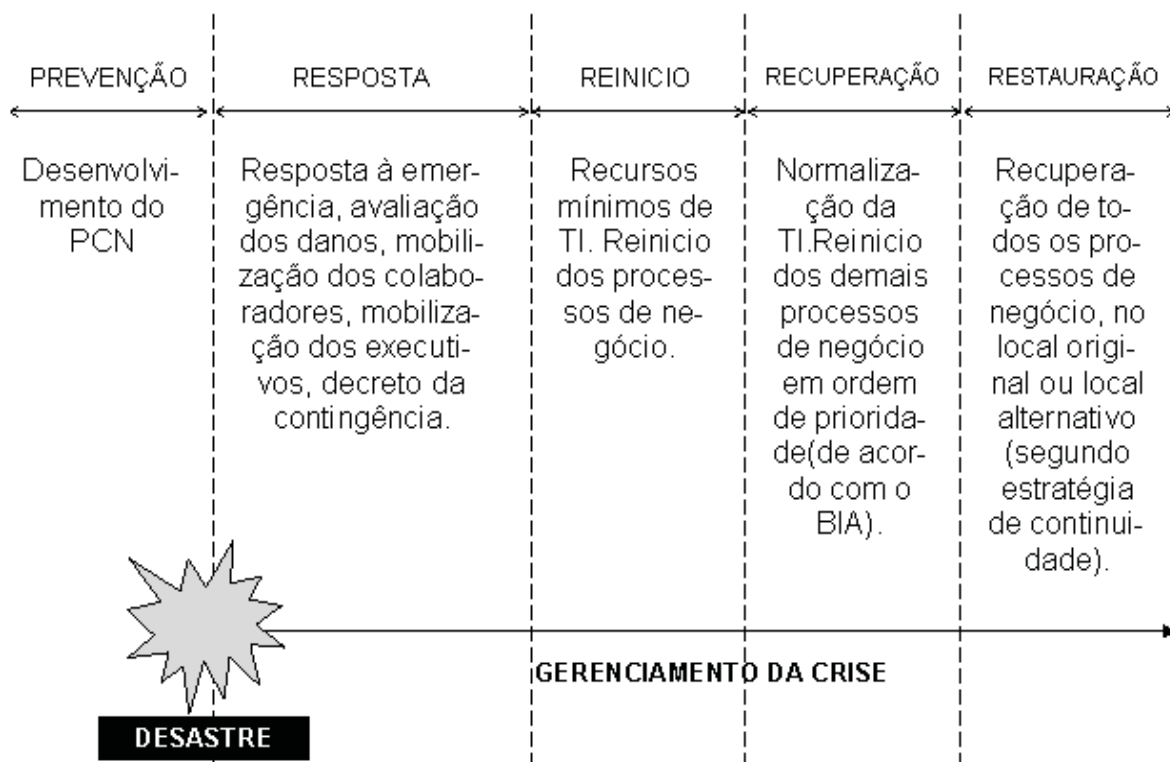 PREVENÇÃO
Desenvolvi-
mento do
PCN
RESPOSTA
Resposta à emer-
gência, avaliação
dos danos, mobili-
zação dos colabo-
radores, mobiliza-
ção dos executi-
vos, decreto da
contingência.
REINICIO
Recursos
mínimos de
TI. Reinicio
dos proces-
sos de ne-
gócio.
RECUPERAÇÃO
Normaliza-
ção da
TI.Reinicio
dos demais
processos
de negócio
em ordem
de priorida-
de(de acor-
do com o
BIA).
RESTAURAÇÃO
Recupera-
ção de to-
dos os pro-
cessos de
negócio, no
local origi-
nal ou local
alternativo
(segundo
estratégia
de continui-
dade).
GERENCIAMENTO DA CRISE
DESASTRE